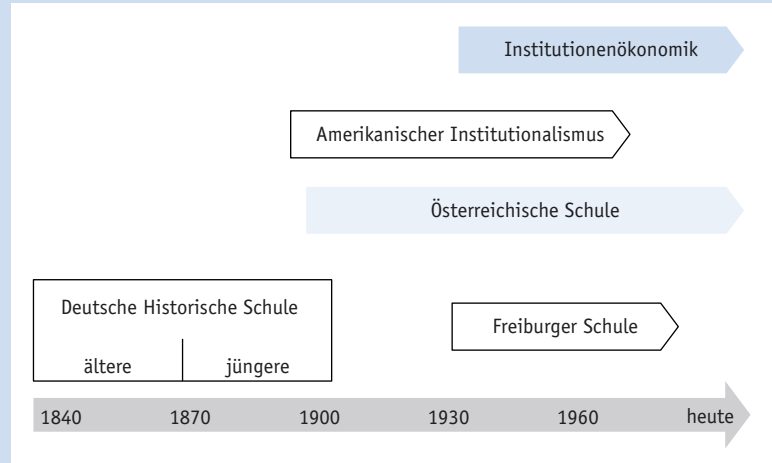 Institutionenökonomik
Amerikanischer Institutionalismus
Österreichische Schule
Deutsche Historische Schule
ältere jüngere
Freiburger Schule
1840 1870 1900 1930 1960 heute